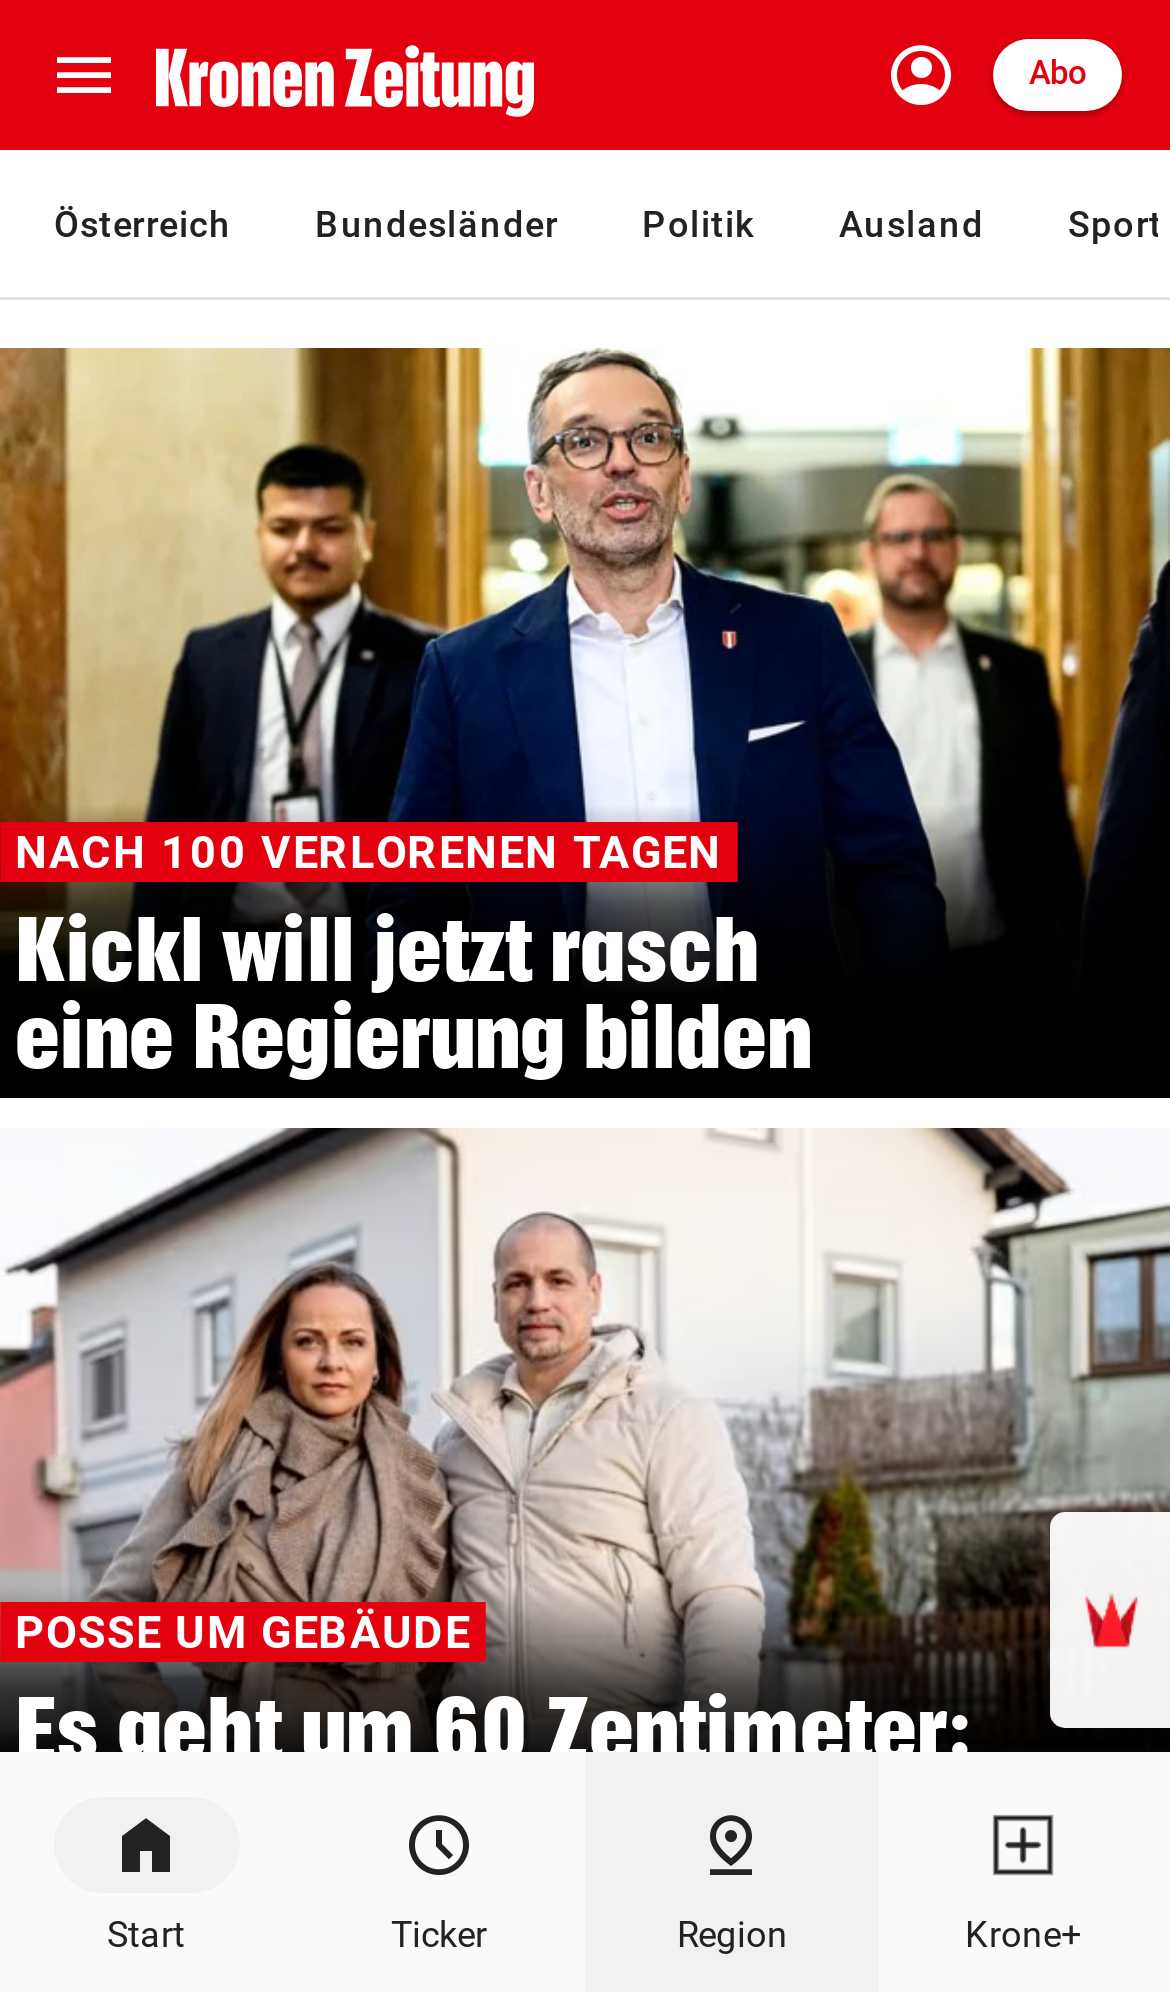 Kronen Zeitung
Abo
Österreich Bundesländer Politik Ausland Sport
NACH 100 VERLORENEN TAGEN
Kickl will jetzt rasch
eine Regierung bilden
POSSE UM GEBÄUDE
Es geht um 60 Zentimeter:
Start Ticker Region Krone+